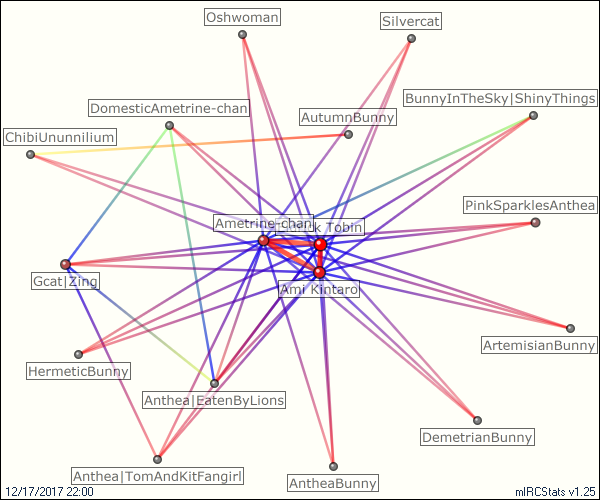 Oshwoman
Silvercat
BunnyInTheSky|ShinyThings
DomesticAmetrine-chan
AutumnBunny
ChibiUnunnilium
PinkSparklesAnthea
Ametrine-chan
Tobin
Gcat|Zing
Ami Kintaro
ArtemisianBunny
HermeticBunny
Anthea|EatenByLions
DemetrianBunny
Anthea|TomAndKitFangirl
AntheaBunny
12/17/2017 22:00
mIRCStats v1.25